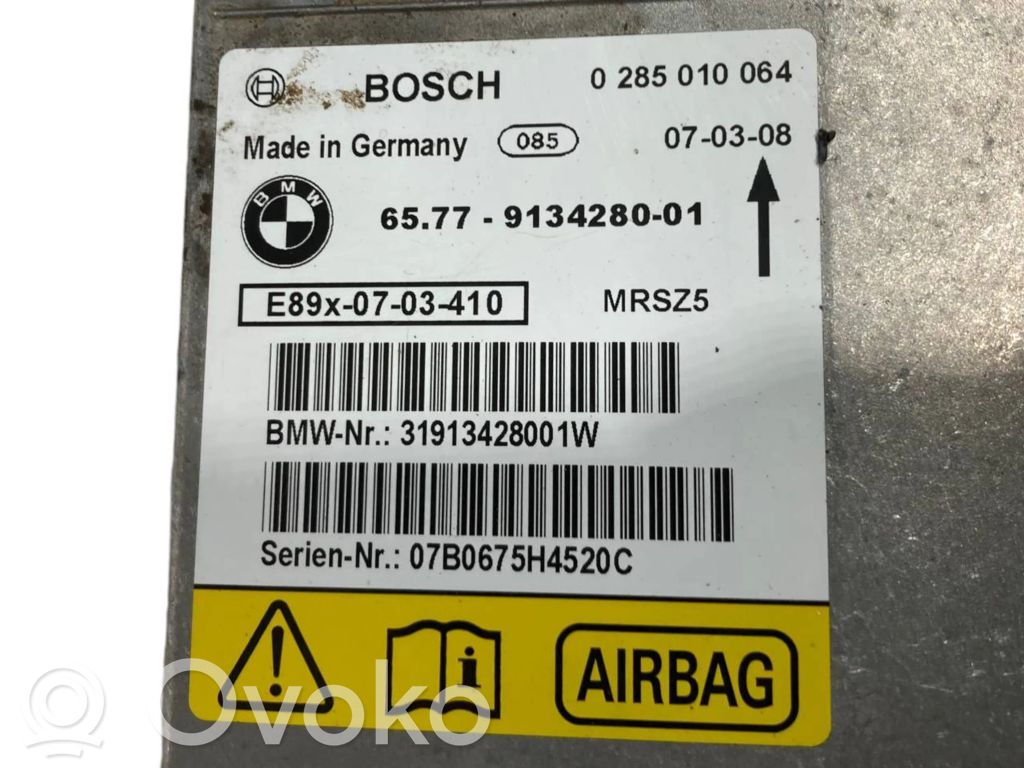 BOSCH 0 285 010 064
Made in Germany 085 07-03-08
BMW
65.77 - 9134280-01
E89x-07-03-410 MRSZ5
BMW-Nr.: 31913428001W
Serien-Nr.: 07B0675H4520C
i AIRBAG
Ovoko